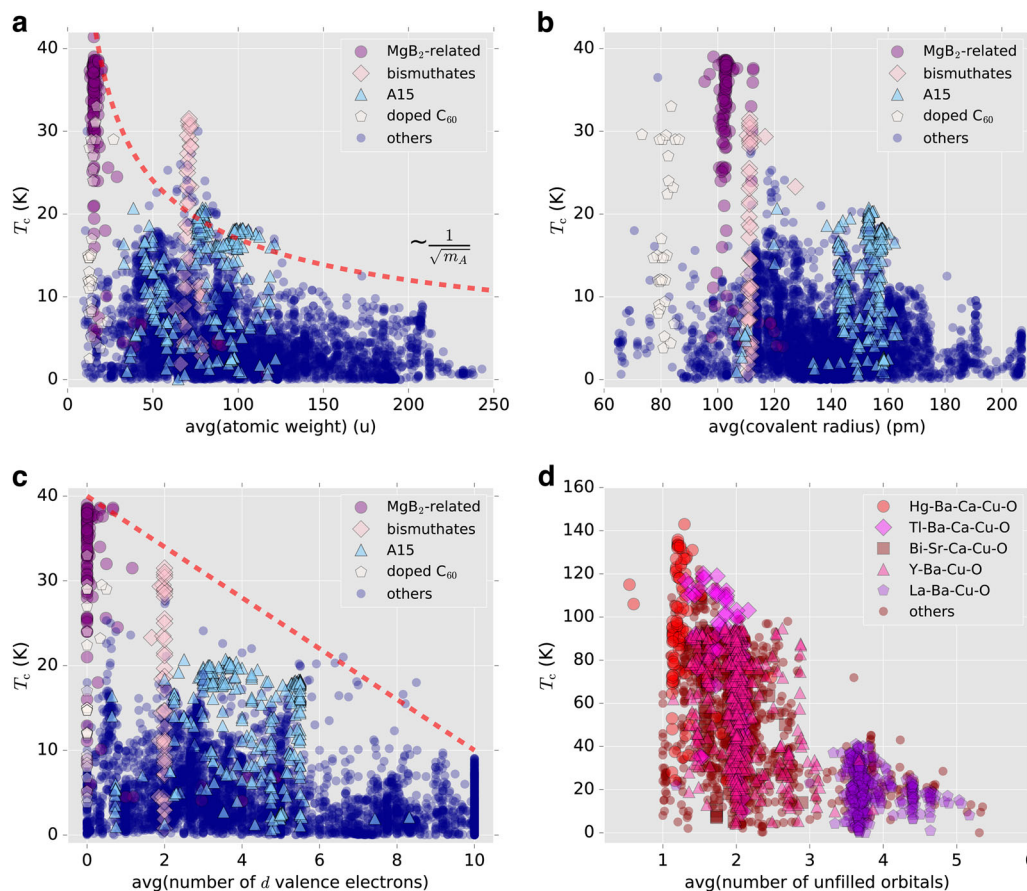 a
40
30
20
10
0
T_c (K)
MgB₂-related
bismuthates
A15
doped C₆₀
others
~ 1/√m_A
0 50 100 150 200 250
avg(atomic weight) (u)
b
40
30
20
10
0
T_c (K)
MgB₂-related
bismuthates
A15
doped C₆₀
others
60 80 100 120 140 160 180 200
avg(covalent radius) (pm)
c
40
30
20
10
0
T_c (K)
MgB₂-related
bismuthates
A15
doped C₆₀
others
0 2 4 6 8 10
avg(number of d valence electrons)
d
160
140
120
100
80
60
40
20
0
T_c (K)
Hg-Ba-Ca-Cu-O
Tl-Ba-Ca-Cu-O
Bi-Sr-Ca-Cu-O
Y-Ba-Cu-O
La-Ba-Cu-O
others
1 2 3 4 5
avg(number of unfilled orbitals)